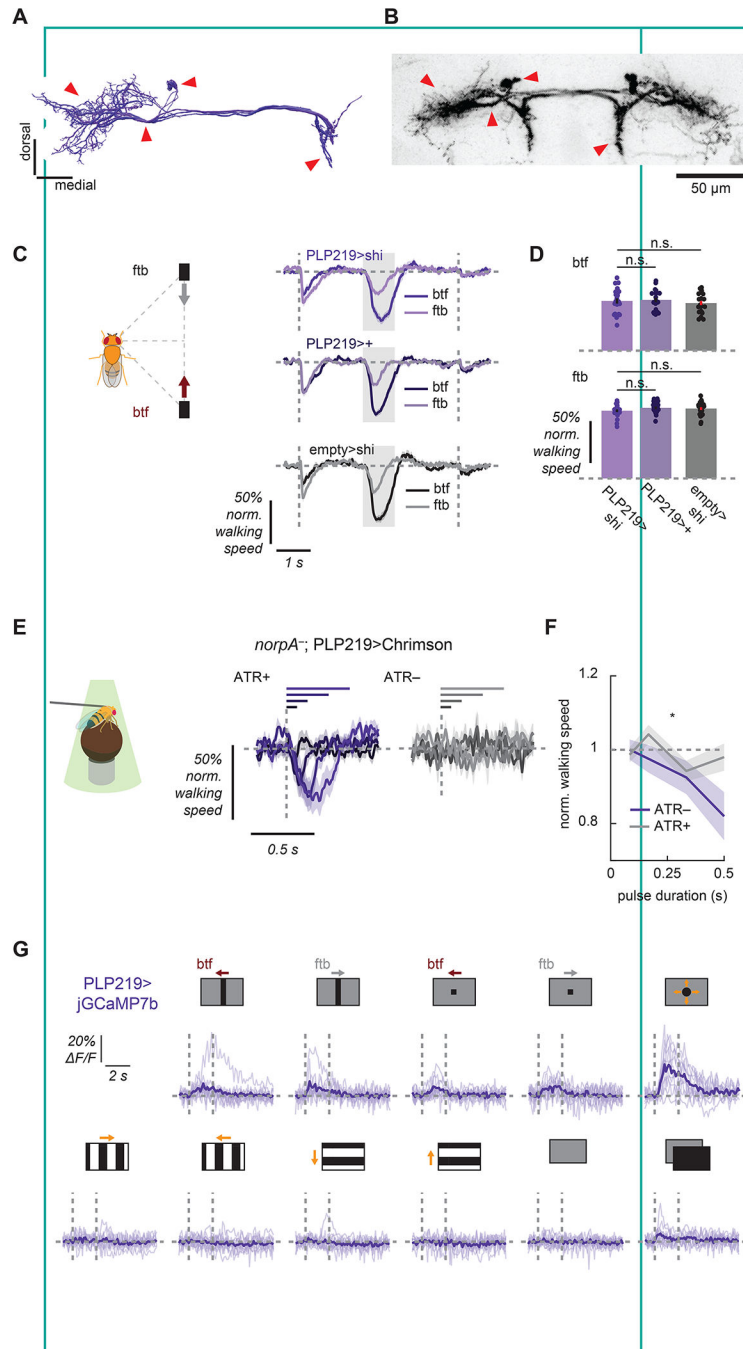 A
B
dorsal
medial
50 µm
C
ftb
btf
PLP219>shi
btf
ftb
PLP219>+
btf
ftb
empty>shi
btf
ftb
50%
norm.
walking
speed
1 s
D
n.s.
btf
n.s.
n.s.
ftb
n.s.
50%
norm.
walking
speed
PLP219>
shi
PLP219>+
empty>
shi
E
norpA–; PLP219>Chrimson
ATR+
ATR–
50%
norm.
walking
speed
0.5 s
F
norm. walking speed
1.2
1
0.8
*
ATR–
ATR+
0
0.25
0.5
pulse duration (s)
G
PLP219>
jGCaMP7b
btf
ftb
btf
ftb
20%
ΔF/F
2 s